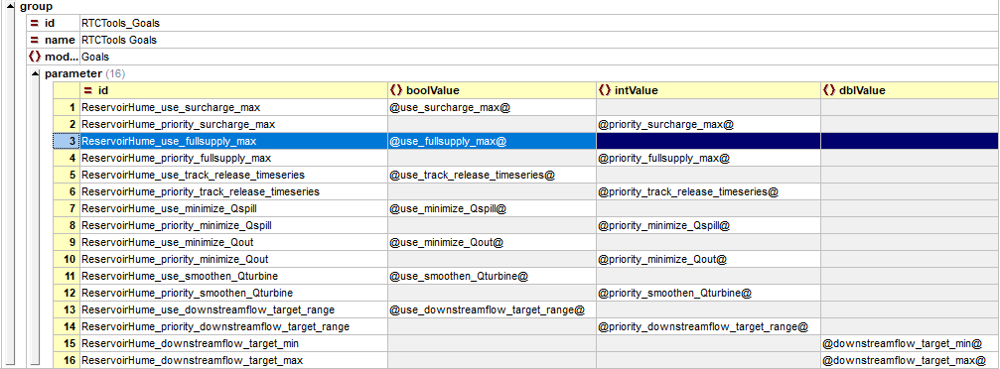 group
= id RTCTools_Goals
= name RTCTools Goals
{} mod... Goals
parameter (16)
= id {} boolValue {} intValue {} dblValue
1 ReservoirHume_use_surcharge_max @use_surcharge_max@
2 ReservoirHume_priority_surcharge_max @priority_surcharge_max@
3 ReservoirHume_use_fullsupply_max @use_fullsupply_max@
4 ReservoirHume_priority_fullsupply_max @priority_fullsupply_max@
5 ReservoirHume_use_track_release_timeseries @use_track_release_timeseries@
6 ReservoirHume_priority_track_release_timeseries @priority_track_release_timeseries@
7 ReservoirHume_use_minimize_Qspill @use_minimize_Qspill@
8 ReservoirHume_priority_minimize_Qspill @priority_minimize_Qspill@
9 ReservoirHume_use_minimize_Qout @use_minimize_Qout@
10 ReservoirHume_priority_minimize_Qout @priority_minimize_Qout@
11 ReservoirHume_use_smoothen_Qturbine @use_smoothen_Qturbine@
12 ReservoirHume_priority_smoothen_Qturbine @priority_smoothen_Qturbine@
13 ReservoirHume_use_downstreamflow_target_range @use_downstreamflow_target_range@
14 ReservoirHume_priority_downstreamflow_target_range @priority_downstreamflow_target_range@
15 ReservoirHume_downstreamflow_target_min @downstreamflow_target_min@
16 ReservoirHume_downstreamflow_target_max @downstreamflow_target_max@